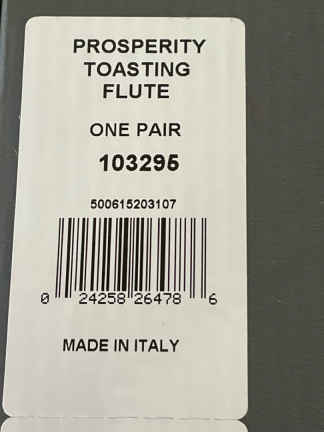 PROSPERITY
TOASTING
FLUTE
ONE PAIR
103295
500615203107
0 24258 26478 6
MADE IN ITALY